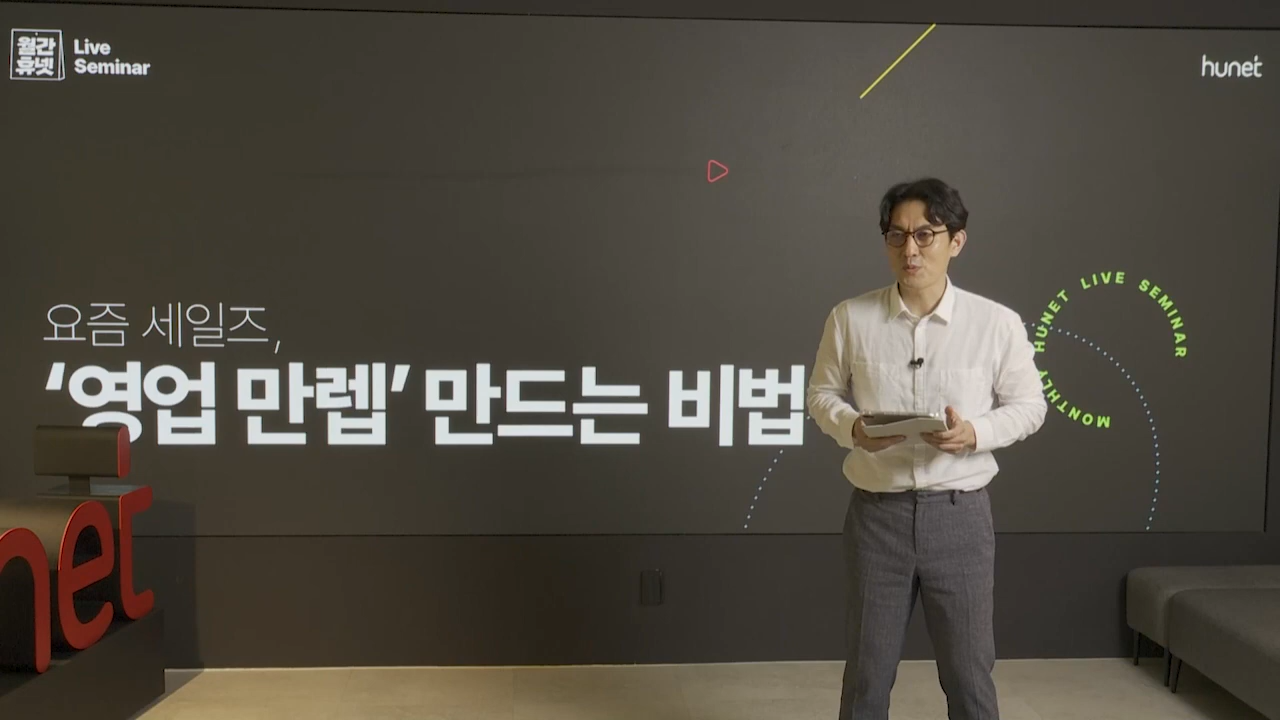 월간
휴넷
Live
Seminar
hunet
요즘 세일즈,
‘영업 만렙’ 만드는 비법
MONTHLY HUNET LIVE SEMINAR
net